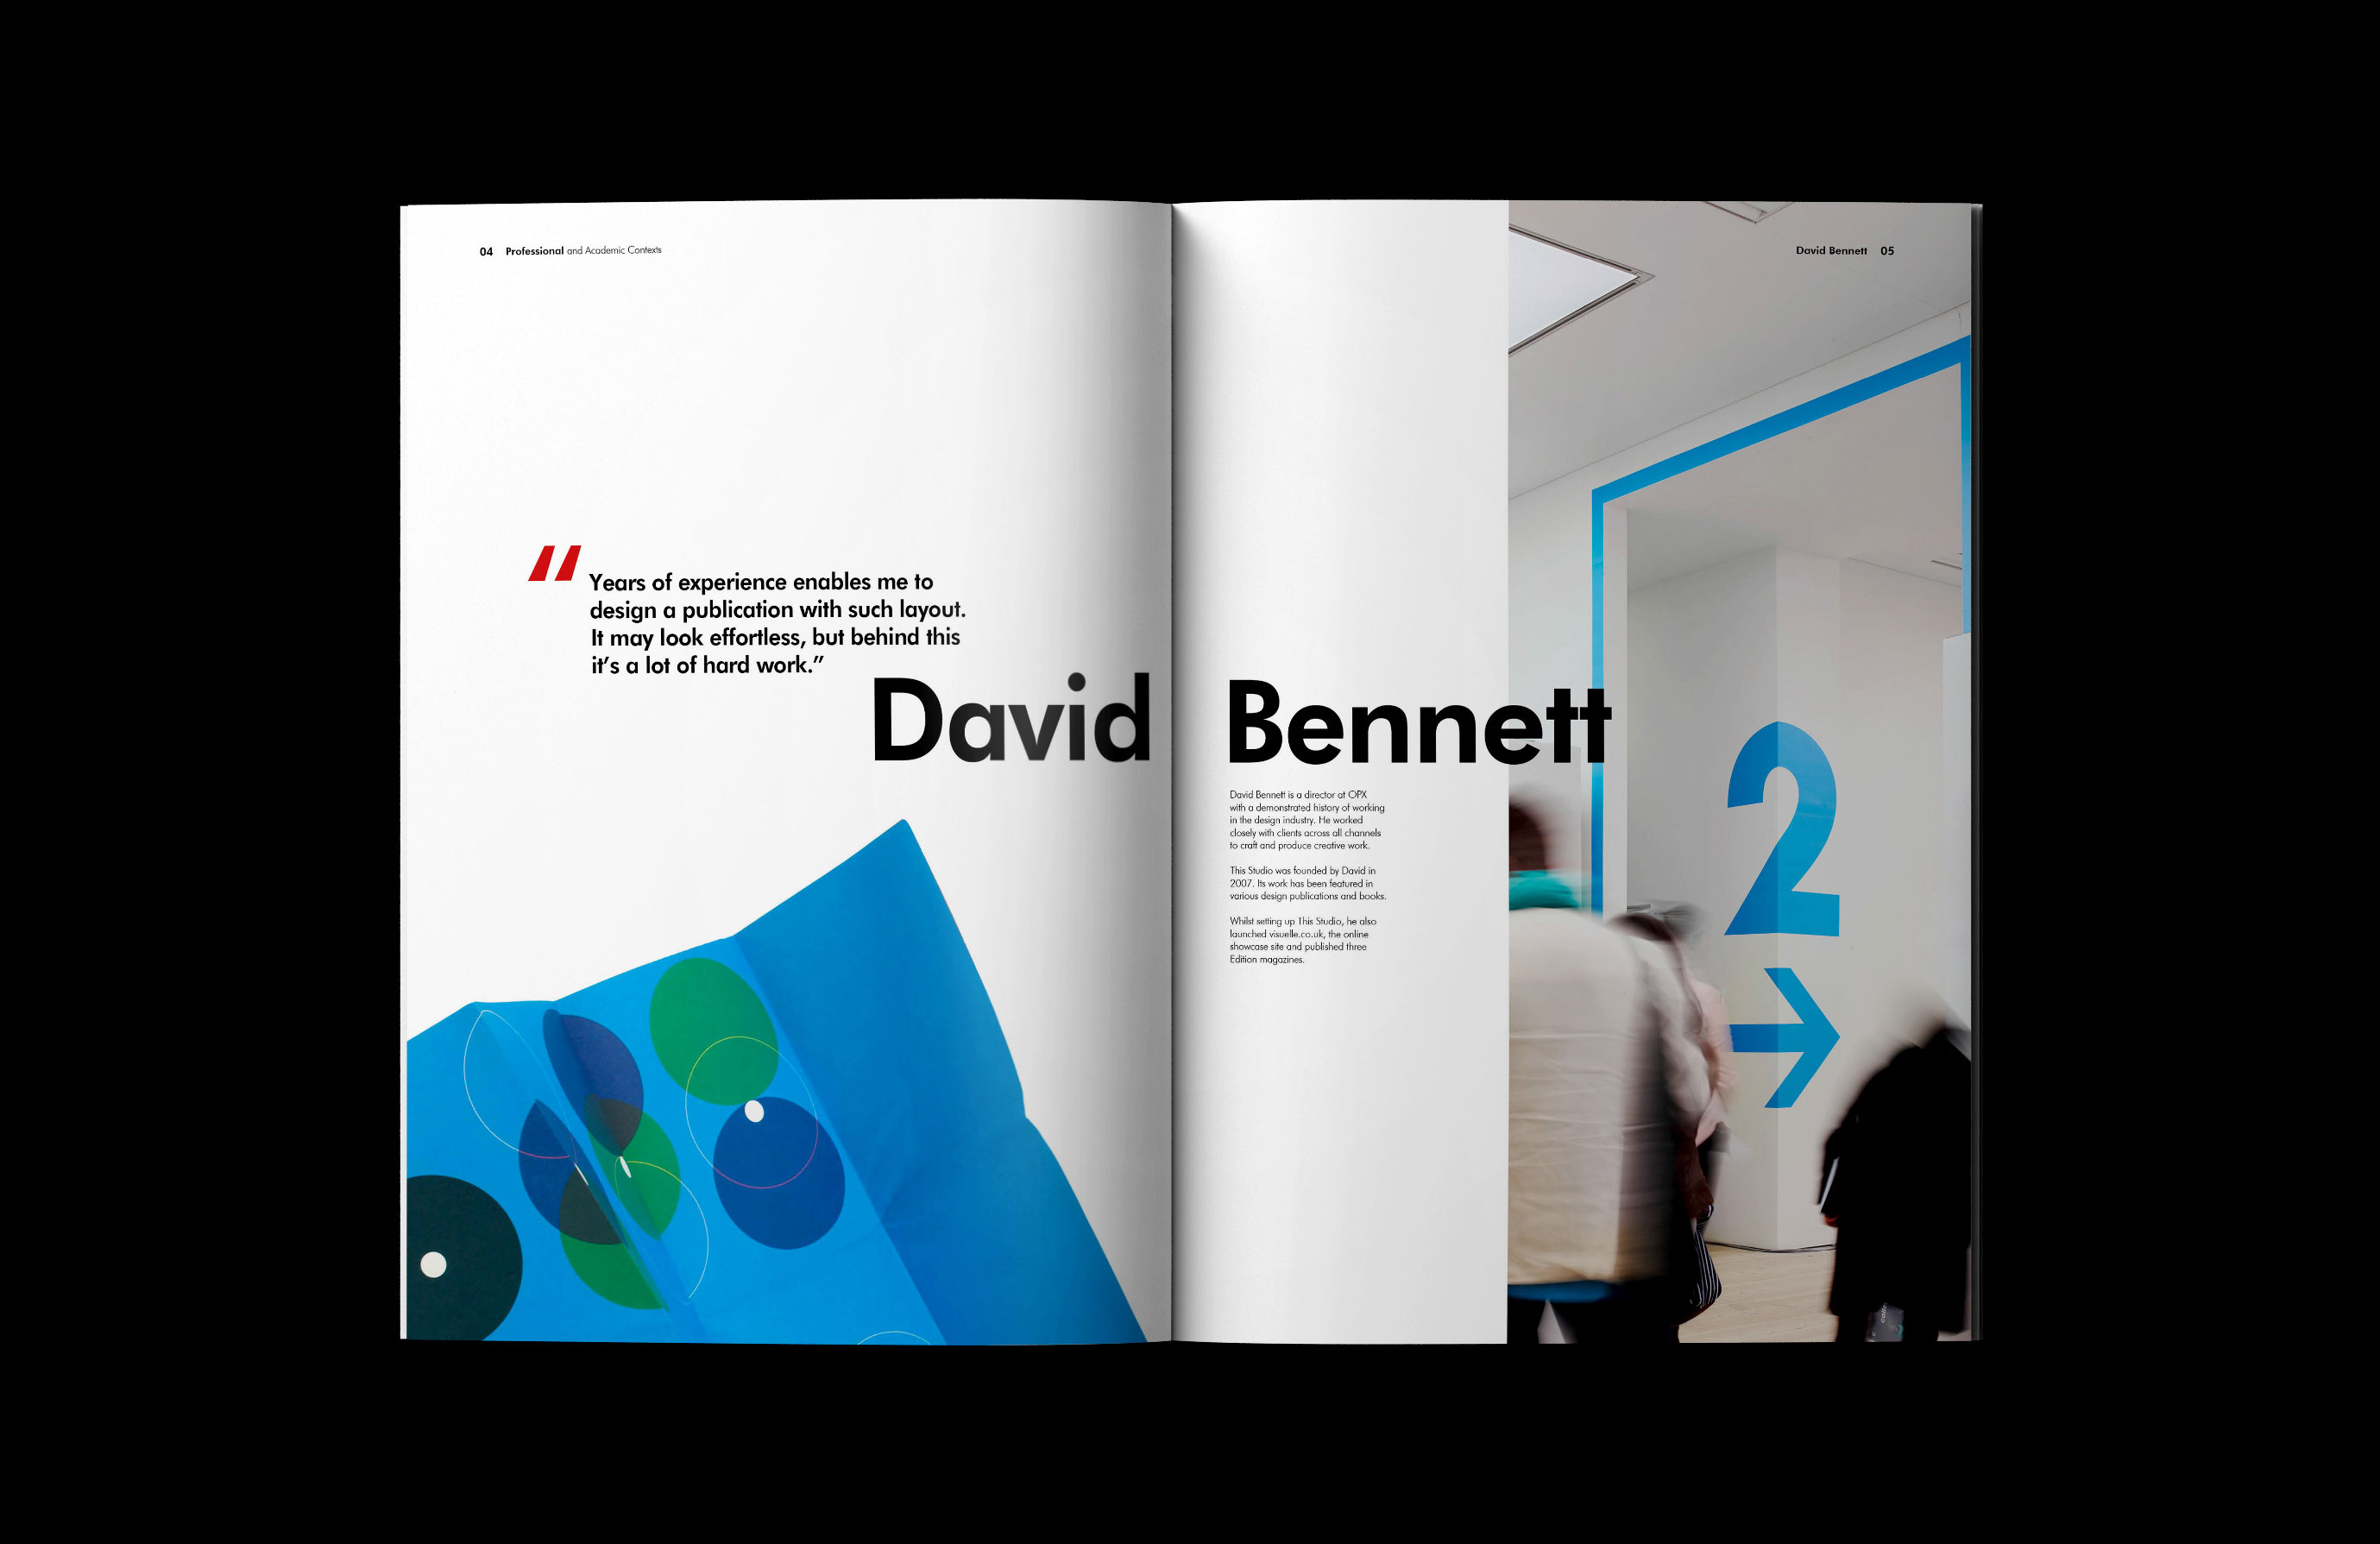 04 Professional and Academic Contexts
“Years of experience enables me to
design a publication with such layout.
It may look effortless, but behind this
it’s a lot of hard work.”
David Bennett
David Bennett is a director at OPX
with a demonstrated history of working
in the design industry. He worked
closely with clients across all channels
to craft and produce creative work.
This Studio was founded by David in
2007. Its work has been featured in
various design publications and books.
Whilst setting up This Studio, he also
launched visuelle.co.uk, the online
showcase site and published three
Edition magazines.
David Bennett 05
2